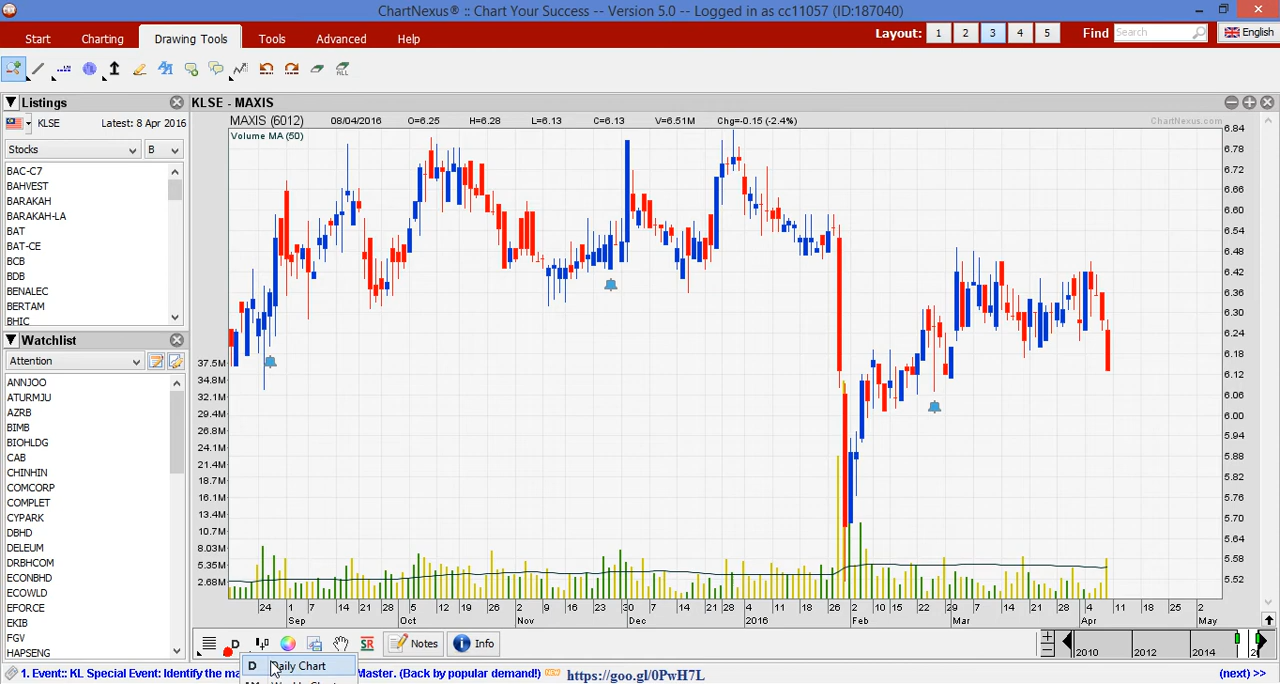 ChartNexus® :: Chart Your Success -- Version 5.0 -- Logged in as cc11057 (ID:187040)
Start Charting Drawing Tools Tools Advanced Help Layout: 1 2 3 4 5 Find Search English
Listings
KLSE Latest: 8 Apr 2016
Stocks B
BAC-C7
BAHVEST
BARAKAH
BARAKAH-LA
BAT
BAT-CE
BCB
BDB
BENALEC
BERTAM
BHIC
Watchlist
Attention
ANNJOO
ATURMJU
AZRB
BIMB
BIOHLDG
CAB
CHINHIN
COMCORP
COMPLET
CYPARK
DBHD
DELEUM
DRBHCOM
ECONBHD
ECOWLD
EFORCE
EKIB
FGV
HAPSENG
KLSE - MAXIS
MAXIS (6012) 08/04/2016 O=6.25 H=6.28 L=6.13 C=6.13 V=6.51M Chg=-0.15 (-2.4%) ChartNexus.com
Volume MA (50)
6.84
6.78
6.72
6.66
6.60
6.54
6.48
6.42
6.36
6.30
6.24
6.18
6.12
6.06
6.00
5.94
5.88
5.82
5.76
5.70
5.64
5.58
5.52
37.5M
34.8M
32.1M
29.4M
26.8M
24.1M
21.4M
18.7M
16.1M
13.4M
10.7M
8.03M
5.35M
2.68M
24 1 7 14 21 28 5 12 19 26 2 9 16 23 30 7 14 21 28 4 11 18 26 2 10 15 22 29 7 14 21 28 4 11 18 25 2
Sep Oct Nov Dec 2016 Feb Mar Apr May
D SR Notes Info
2010 2012 2014
D Daily Chart
1. Event:: KL Special Event: Identify the ma Master. (Back by popular demand!) https://goo.gl/0PwH7L (next) >>